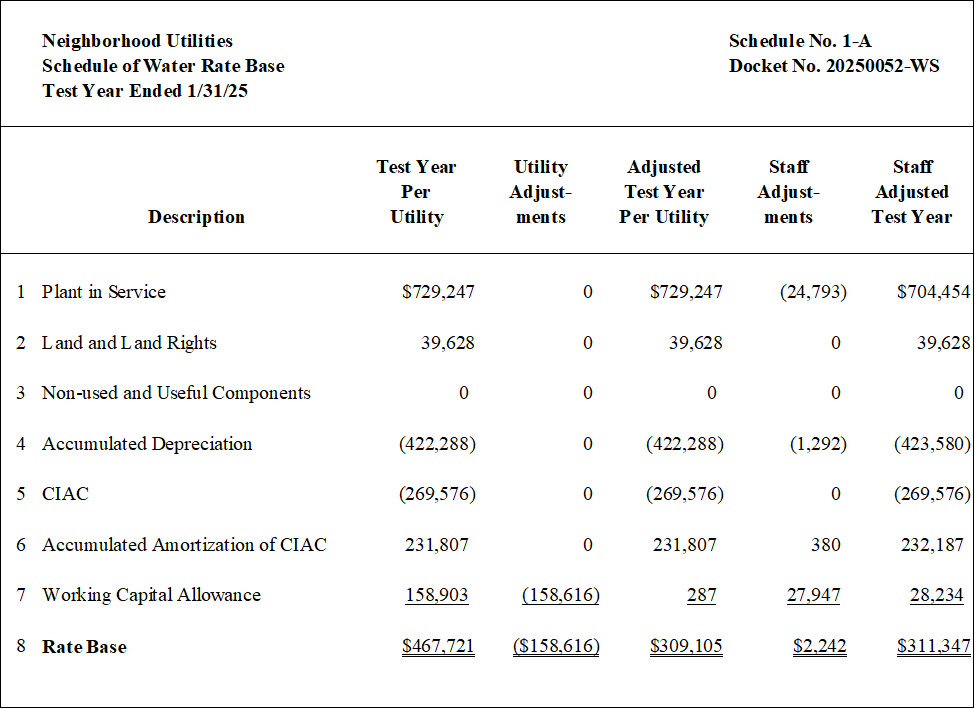 Neighborhood Utilities Schedule No. 1-A
Schedule of Water Rate Base Docket No. 20250052-WS
Test Year Ended 1/31/25
Test Year Utility Adjusted Staff Staff
Per Adjust- Test Year Adjust- Adjusted
Description Utility ments Per Utility ments Test Year
1 Plant in Service $729,247 0 $729,247 (24,793) $704,454
2 Land and Land Rights 39,628 0 39,628 0 39,628
3 Non-used and Useful Components 0 0 0 0 0
4 Accumulated Depreciation (422,288) 0 (422,288) (1,292) (423,580)
5 CIAC (269,576) 0 (269,576) 0 (269,576)
6 Accumulated Amortization of CIAC 231,807 0 231,807 380 232,187
7 Working Capital Allowance 158,903 (158,616) 287 27,947 28,234
8 Rate Base $467,721 ($158,616) $309,105 $2,242 $311,347